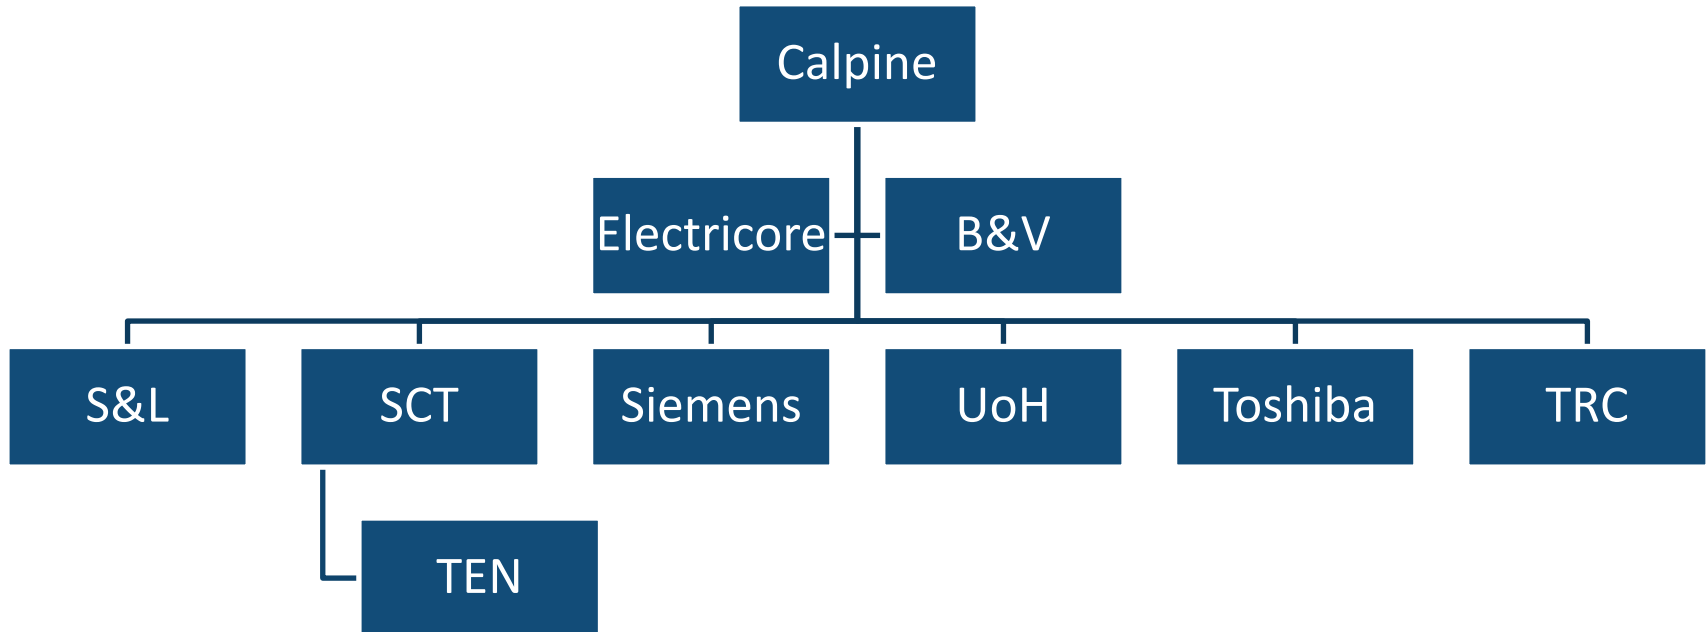 Calpine
Electricore
B&V
S&L
SCT
Siemens
UoH
Toshiba
TRC
TEN